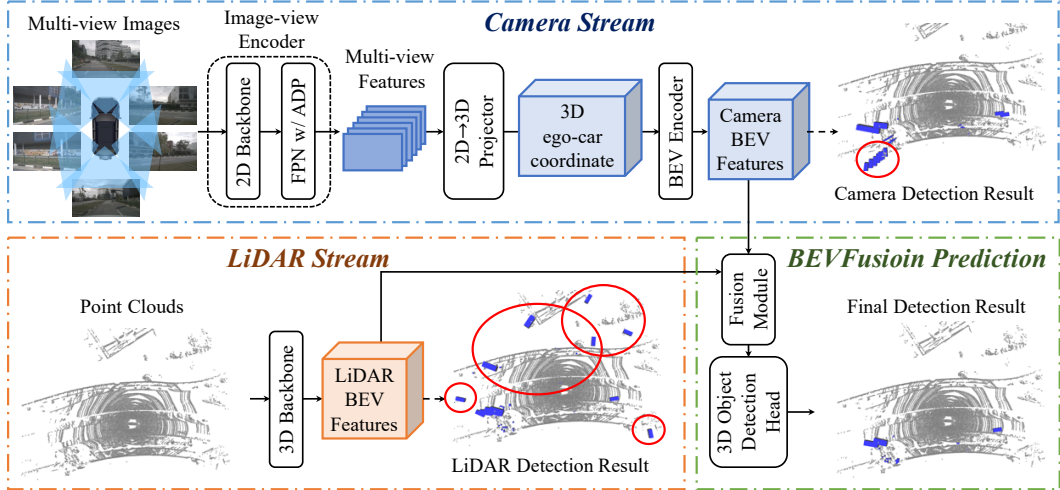 Camera Stream
Multi-view Images
Image-view
Encoder
2D Backbone
FPN w/ ADP
Multi-view
Features
2D→3D
Projector
3D
ego-car
coordinate
BEV Encoder
Camera
BEV
Features
Camera Detection Result
LiDAR Stream
Point Clouds
3D Backbone
LiDAR
BEV
Features
LiDAR Detection Result
BEVFusioin Prediction
Fusion
Module
3D Object
Detection
Head
Final Detection Result